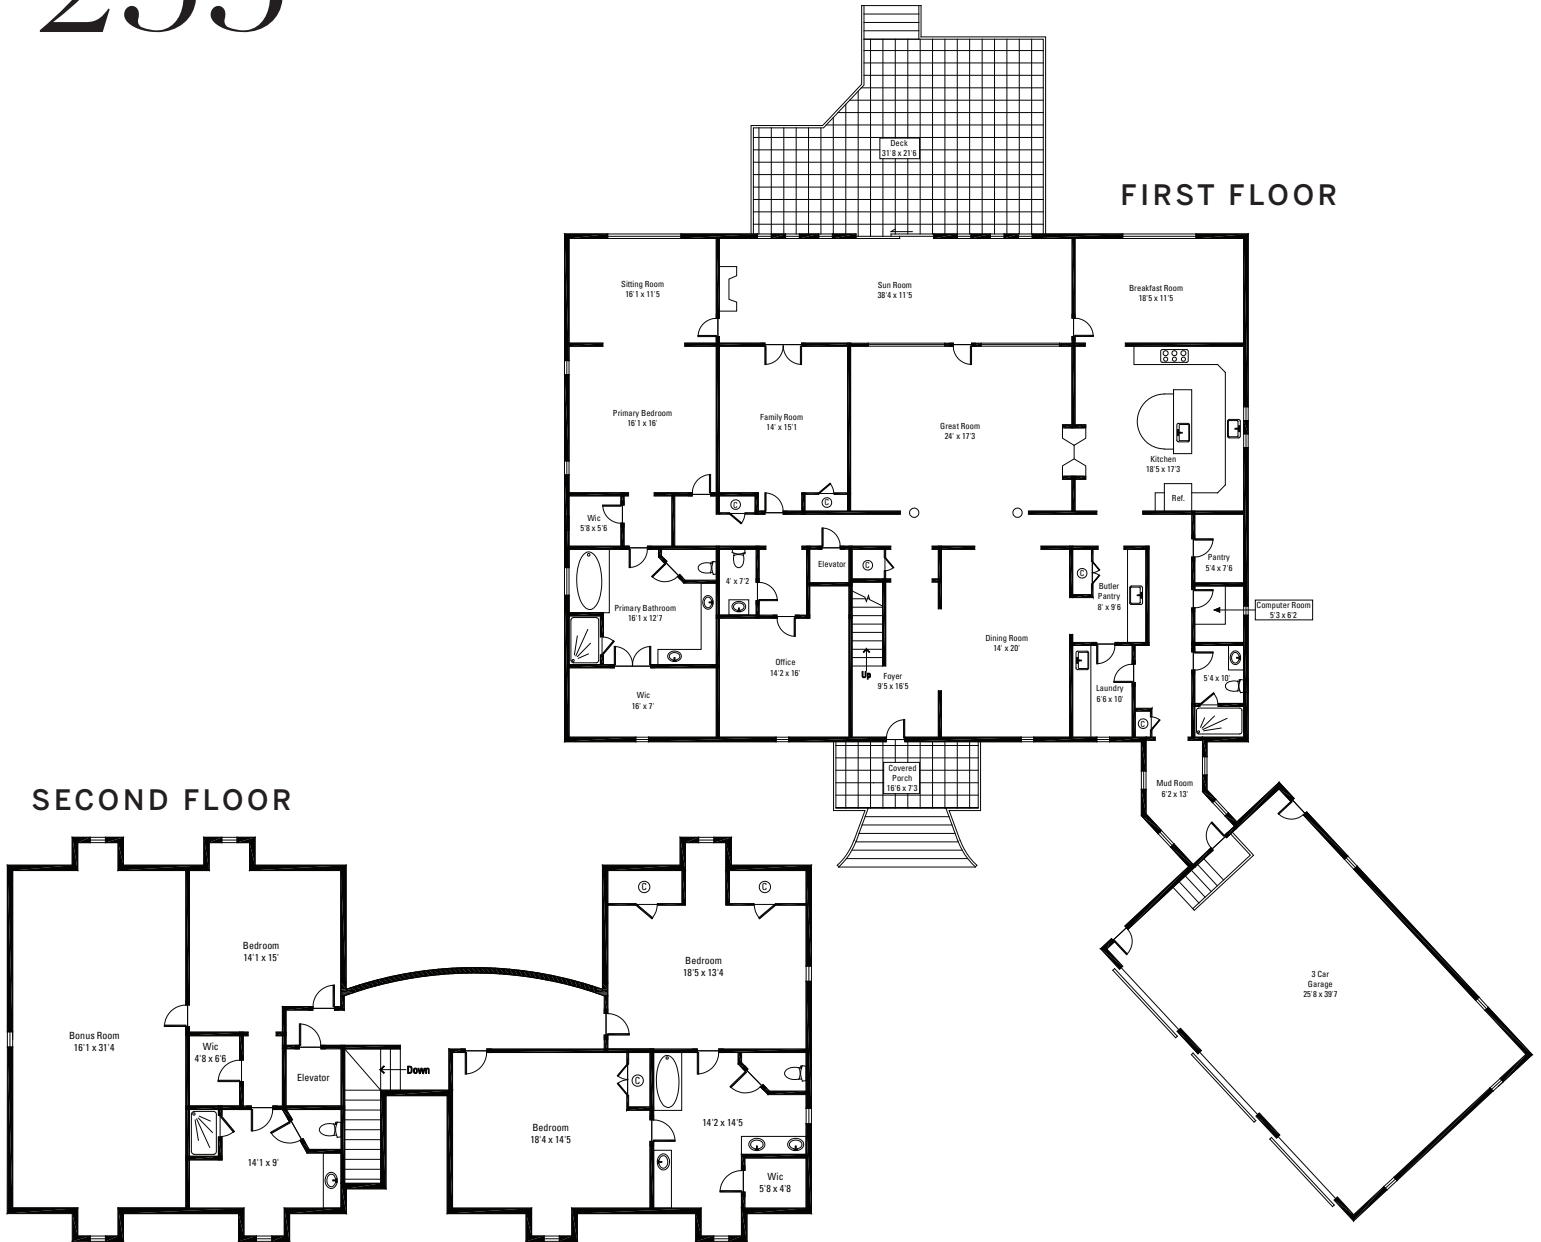 FIRST FLOOR
Deck
31'8 x 21'6
Sitting Room
16'1 x 11'5
Sun Room
38'4 x 11'5
Breakfast Room
18'5 x 11'5
Primary Bedroom
16'1 x 16'
Family Room
14' x 15'1
Great Room
24' x 17'3
Kitchen
18'5 x 17'3
Ref.
Wic
5'8 x 5'6
C
C
Elevator
C
C
Pantry
5'4 x 7'6
4' x 7'2
Butler
Pantry
8' x 9'6
Primary Bathroom
16'1 x 12'7
Computer Room
5'3 x 6'2
Dining Room
14' x 20'
Office
14'2 x 16'
Up
Foyer
9'5 x 16'5
5'4 x 10'
Wic
16' x 7'
Laundry
6'6 x 10'
C
Covered
Porch
16'6 x 7'3
Mud Room
6'2 x 13'
3 Car
Garage
25'8 x 39'7
SECOND FLOOR
C
C
Bedroom
14'1 x 15'
Bedroom
18'5 x 13'4
Bonus Room
16'1 x 31'4
Wic
4'8 x 6'6
Elevator
Down
C
Bedroom
18'4 x 14'5
14'2 x 14'5
14'1 x 9'
Wic
5'8 x 4'8